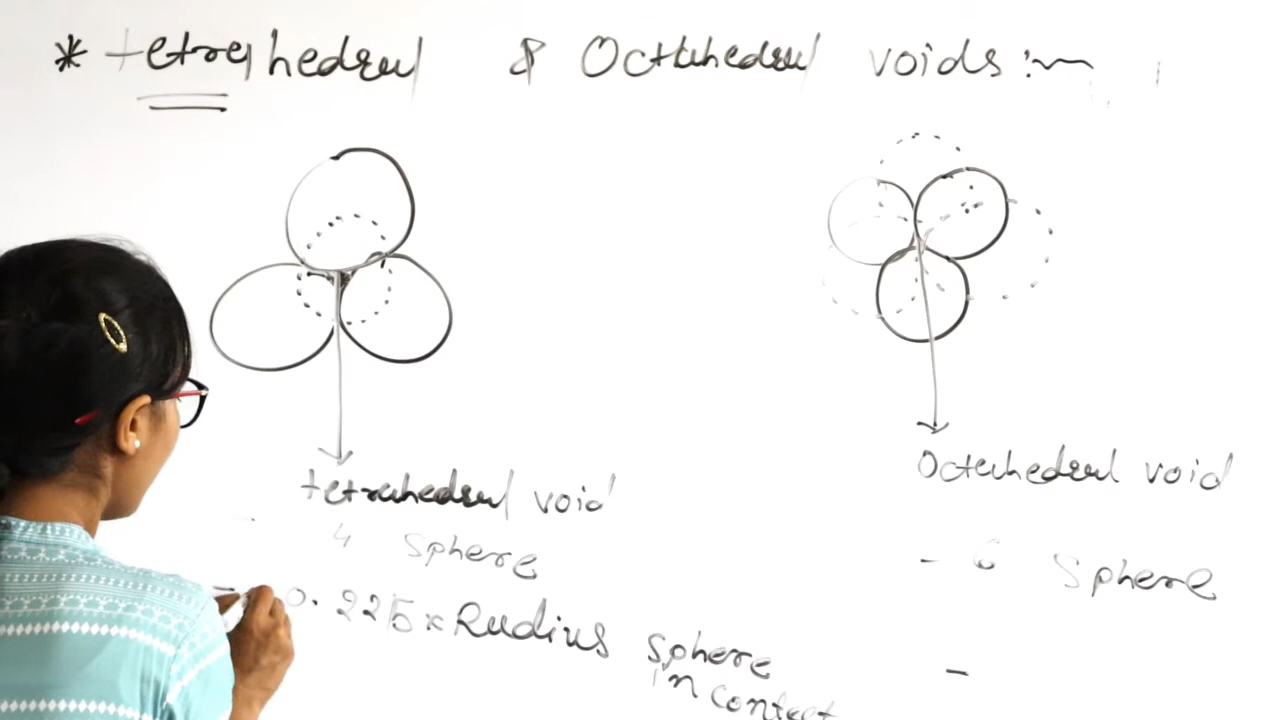 * tetrahedral & Octahedral voids :~
tetrahedral void
4 Sphere
- 0.225 x Radius sphere
in contact
Octahedral void
- 6 Sphere
-